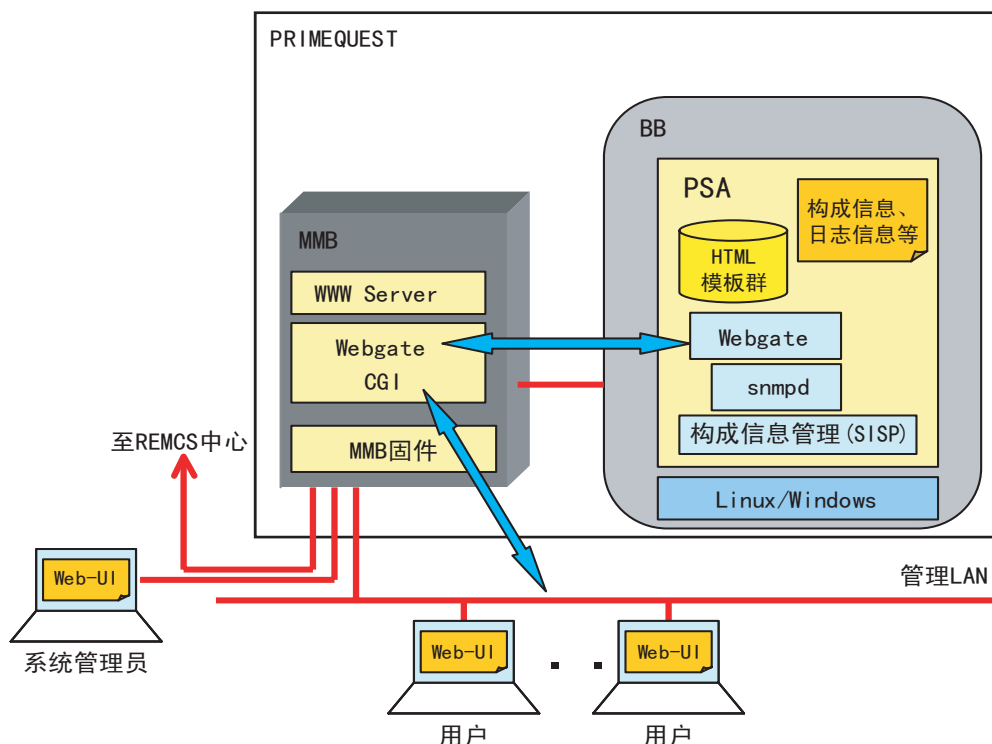 PRIMEQUEST
BB
PSA
构成信息、
日志信息等
HTML
模板群
MMB
WWW Server
Webgate
CGI
Webgate
snmpd
构成信息管理(SISP)
MMB固件
至REMCS中心
Linux/Windows
管理LAN
Web-UI
系统管理员
Web-UI
Web-UI
用户
用户